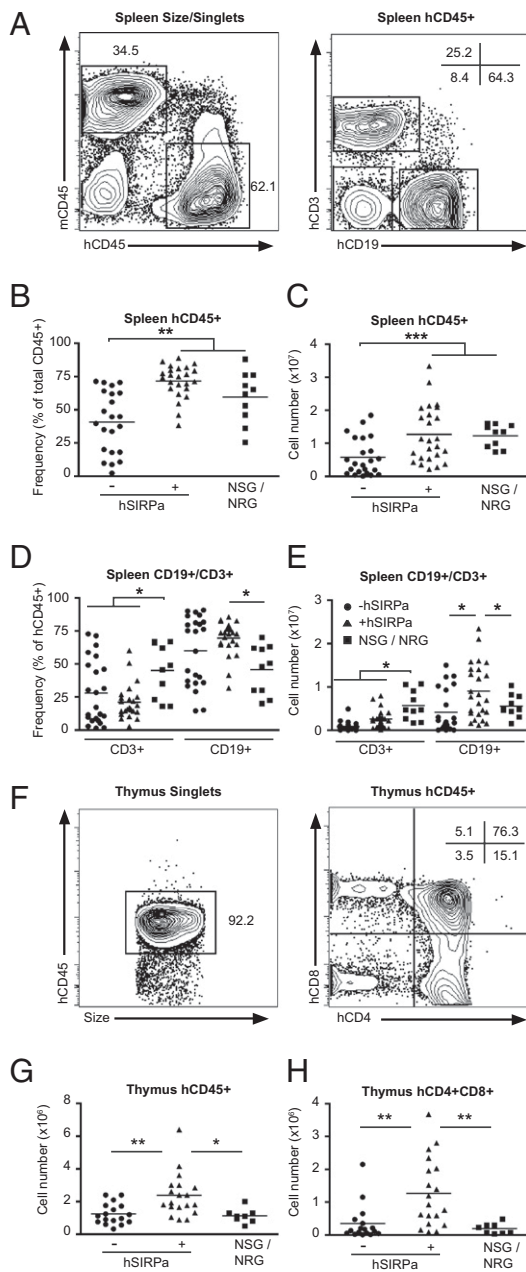 A
Spleen Size/Singlets
34.5
62.1
mCD45
hCD45
Spleen hCD45+
25.2
8.4 64.3
hCD3
hCD19
B
Spleen hCD45+
**
Frequency (% of total CD45+)
100
75
50
25
0
- + NSG /
hSIRPa NRG
C
Spleen hCD45+
***
Cell number (x10⁷)
4
3
2
1
0
- + NSG /
hSIRPa NRG
D
Spleen CD19+/CD3+
* *
Frequency (% of hCD45+)
100
75
50
25
0
CD3+ CD19+
E
Spleen CD19+/CD3+
-hSIRPa
+hSIRPa
NSG / NRG
* * *
Cell number (x10⁷)
3
2
1
0
CD3+ CD19+
F
Thymus Singlets
92.2
hCD45
Size
Thymus hCD45+
5.1 76.3
3.5 15.1
hCD8
hCD4
G
Thymus hCD45+
** *
Cell number (x10⁶)
8
6
4
2
0
- + NSG /
hSIRPa NRG
H
Thymus hCD4+CD8+
** **
Cell number (x10⁶)
4
3
2
1
0
- + NSG /
hSIRPa NRG